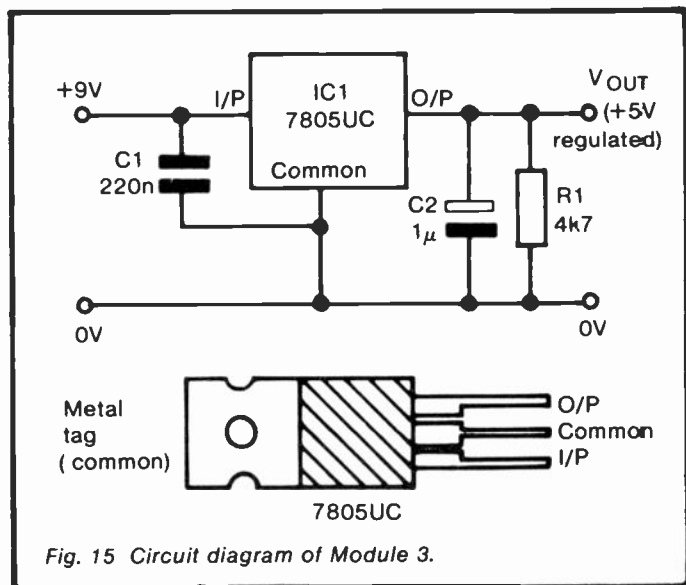 +9V
I/P
IC1
7805UC
Common
O/P
VOUT
(+5V
regulated)
C1
220n
C2
1μ
R1
4k7
0V
0V
Metal
tag
(common)
O/P
Common
I/P
7805UC
Fig. 15 Circuit diagram of Module 3.